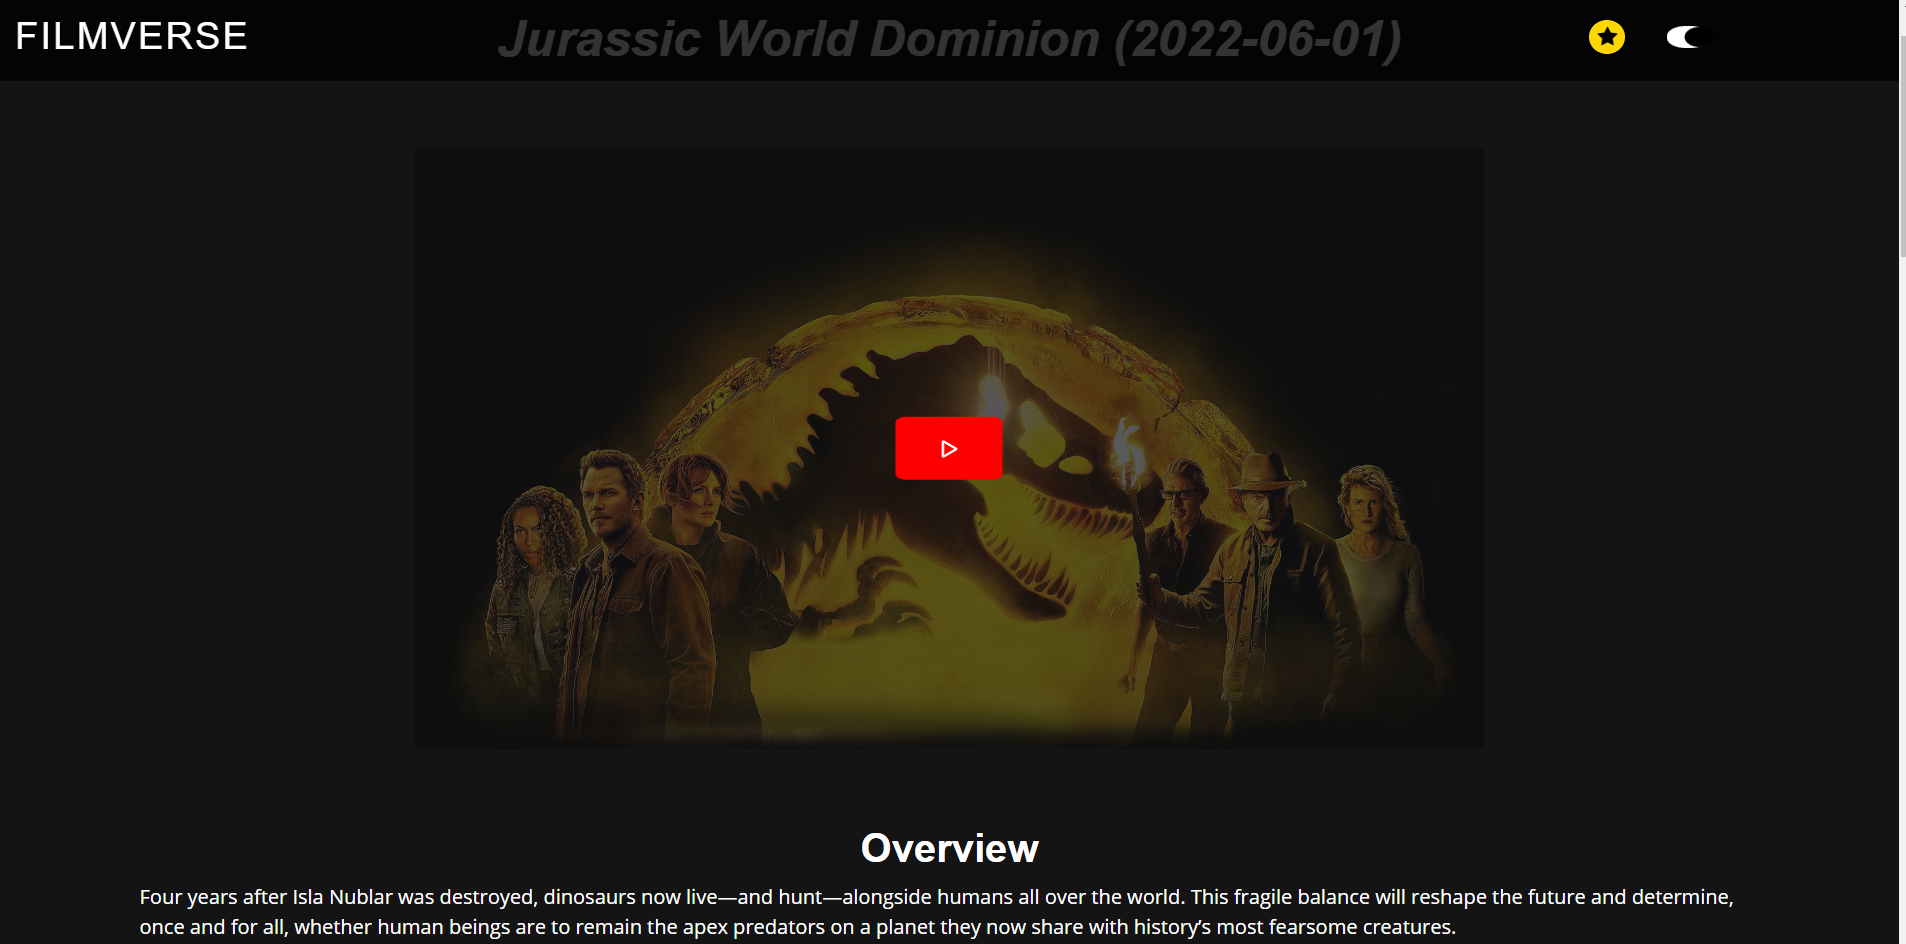 FILMVERSE
Jurassic World Dominion (2022-06-01)
Overview
Four years after Isla Nublar was destroyed, dinosaurs now live—and hunt—alongside humans all over the world. This fragile balance will reshape the future and determine,
once and for all, whether human beings are to remain the apex predators on a planet they now share with history’s most fearsome creatures.